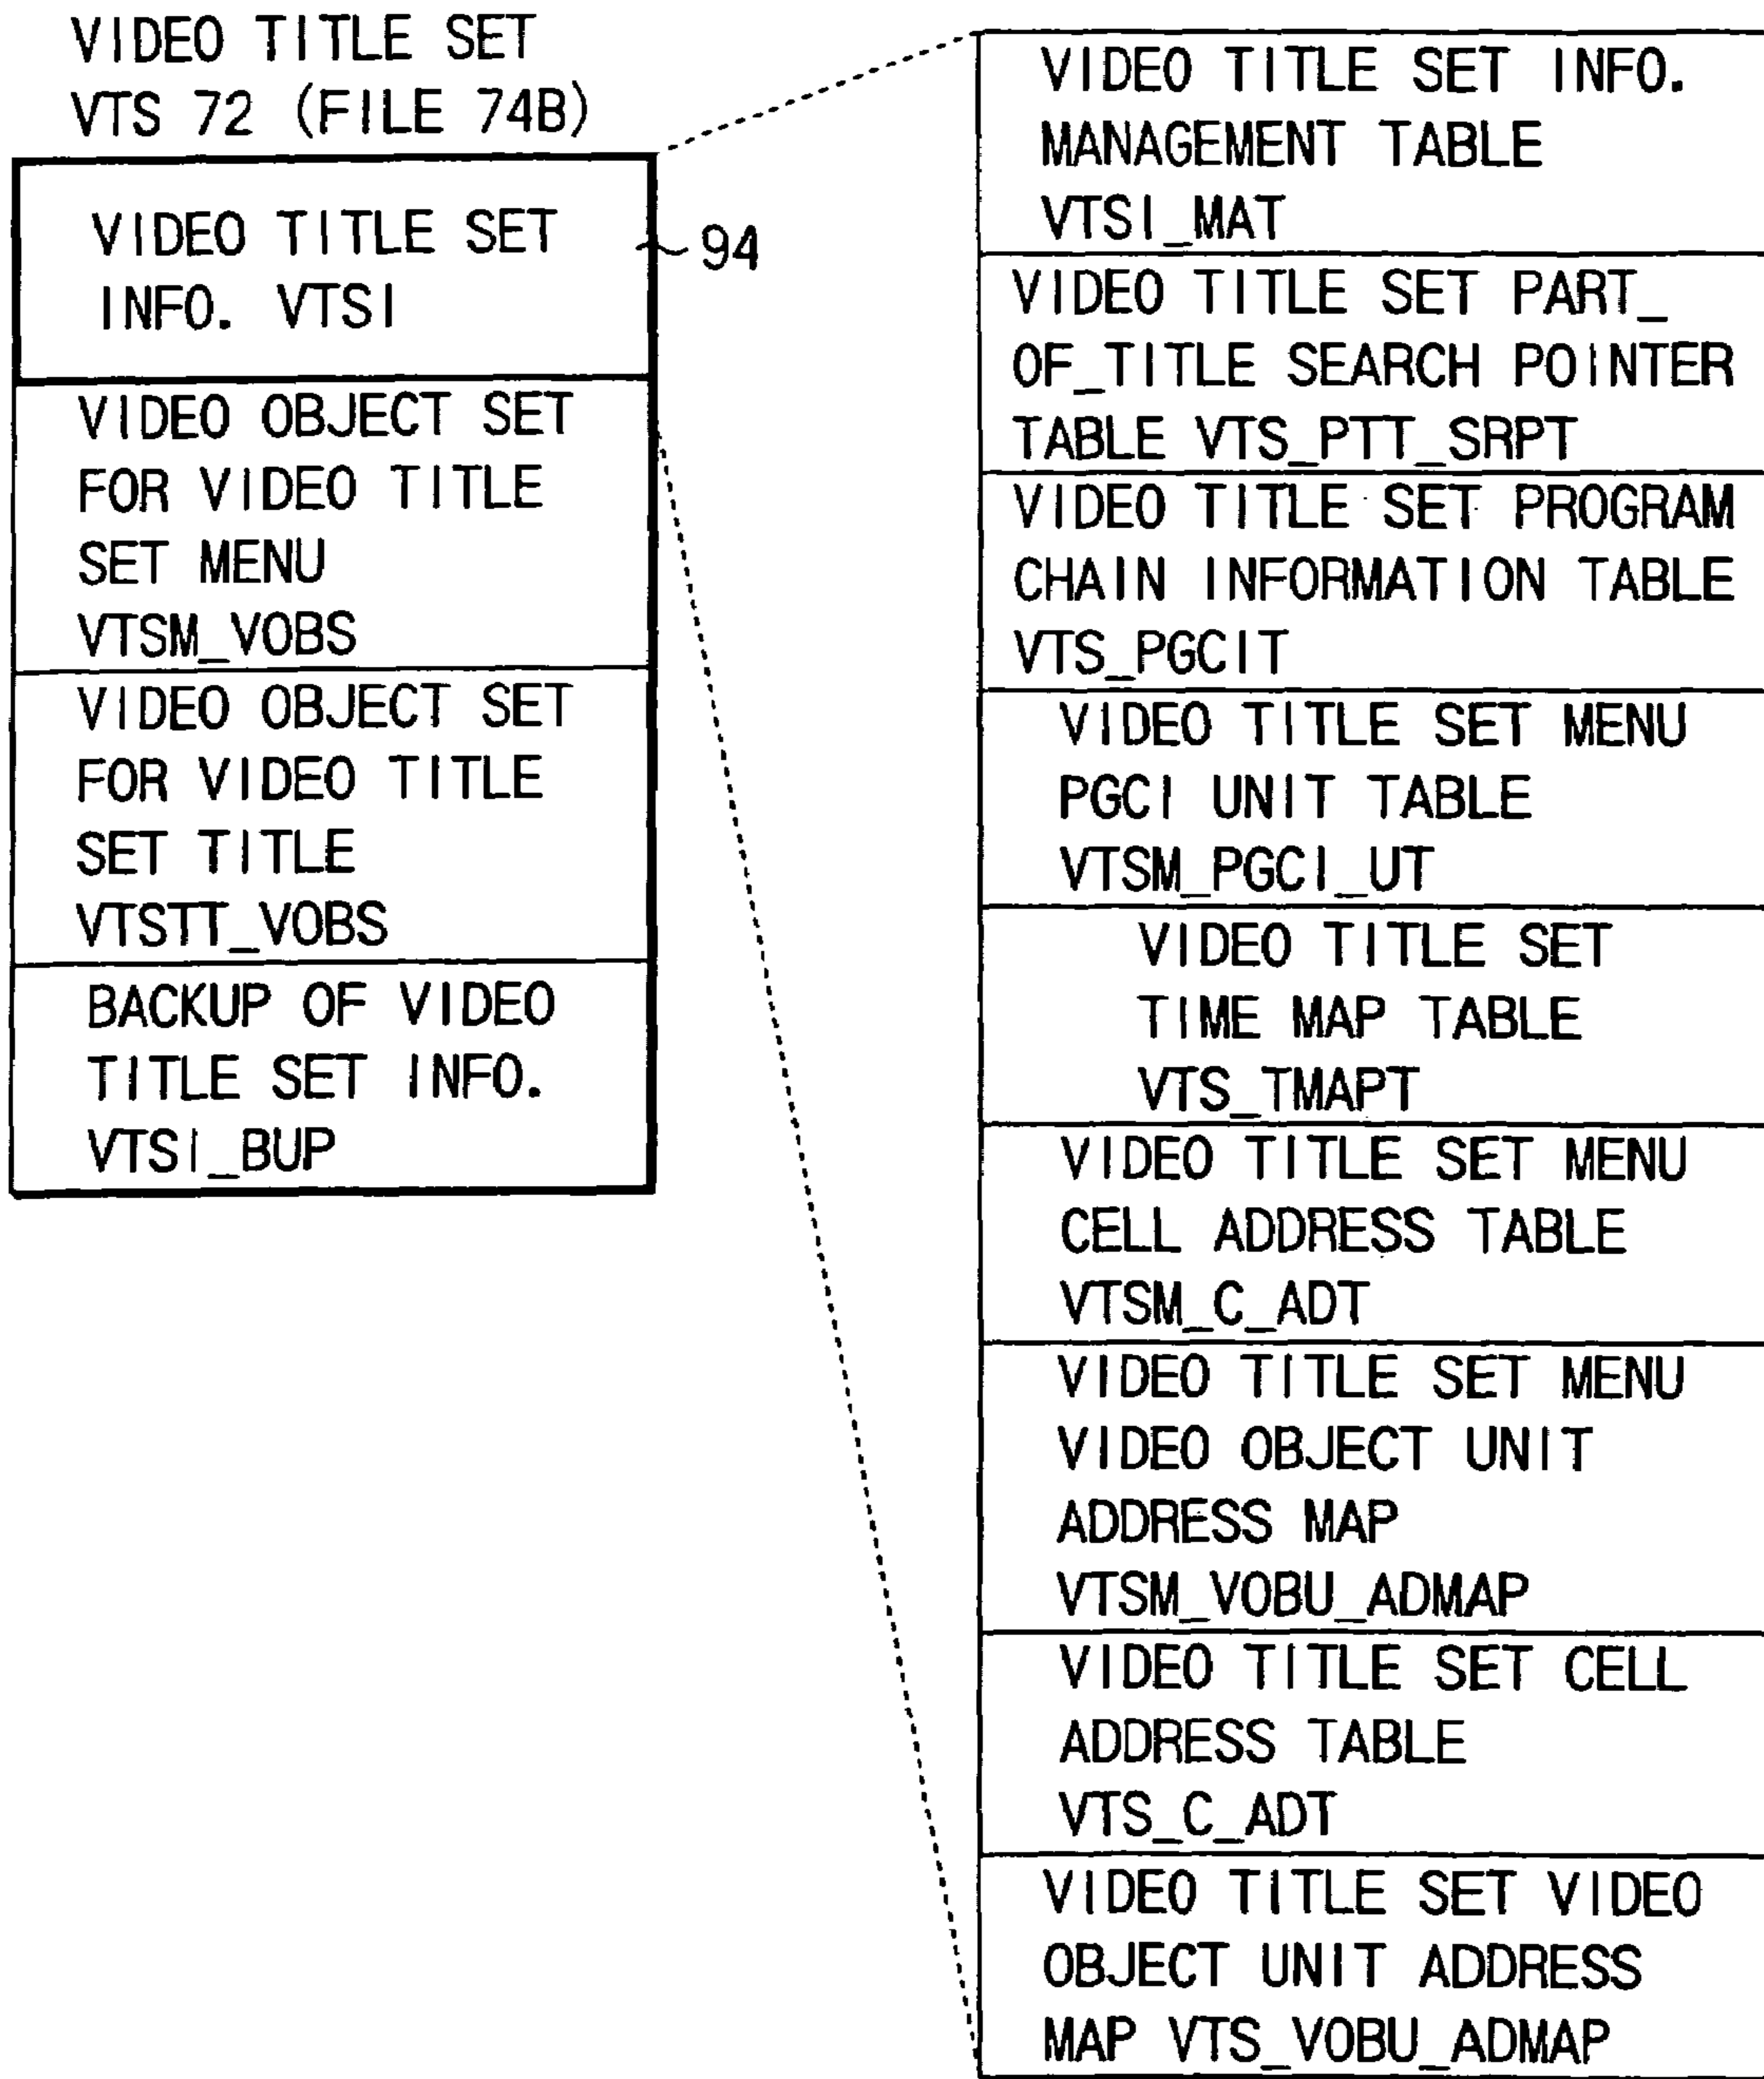 VIDEO TITLE SET
VTS 72 (FILE 74B)
VIDEO TITLE SET
INFO. VTSI
94
VIDEO OBJECT SET
FOR VIDEO TITLE
SET MENU
VTSM_VOBS
VIDEO OBJECT SET
FOR VIDEO TITLE
SET TITLE
VTSTT_VOBS
BACKUP OF VIDEO
TITLE SET INFO.
VTSI_BUP
VIDEO TITLE SET INFO.
MANAGEMENT TABLE
VTSI_MAT
VIDEO TITLE SET PART_
OF_TITLE SEARCH POINTER
TABLE VTS_PTT_SRPT
VIDEO TITLE SET PROGRAM
CHAIN INFORMATION TABLE
VTS_PGCIT
VIDEO TITLE SET MENU
PGCI UNIT TABLE
VTSM_PGCI_UT
VIDEO TITLE SET
TIME MAP TABLE
VTS_TMAPT
VIDEO TITLE SET MENU
CELL ADDRESS TABLE
VTSM_C_ADT
VIDEO TITLE SET MENU
VIDEO OBJECT UNIT
ADDRESS MAP
VTSM_VOBU_ADMAP
VIDEO TITLE SET CELL
ADDRESS TABLE
VTS_C_ADT
VIDEO TITLE SET VIDEO
OBJECT UNIT ADDRESS
MAP VTS_VOBU_ADMAP